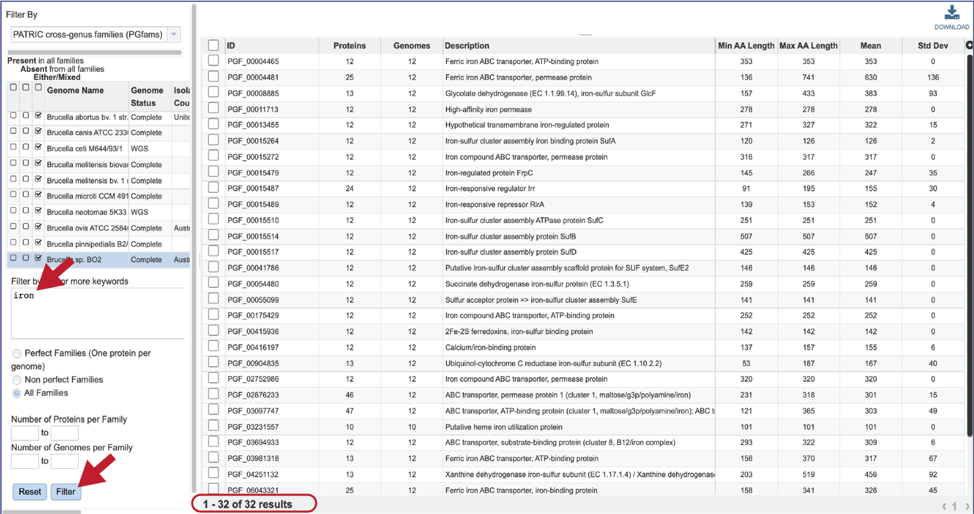 Filter By
PATRIC cross-genus families (PGfams)
DOWNLOAD
Present in all families
Absent from all families
Either/Mixed
Genome Name Genome Status Isola Cou
Brucella abortus bv. 1 str. Complete Unite
Brucella canis ATCC 2336 Complete
Brucella ceti M644/93/1 WGS
Brucella melitensis biovar Complete
Brucella melitensis bv. 1 Complete
Brucella microti CCM 491 Complete
Brucella neotomae 5K33 WGS
Brucella ovis ATCC 25840 Complete Austr
Brucella pinnipedialis B2/ Complete
Brucella sp. BO2 Complete Austr
Filter by or more keywords
iron
Perfect Families (One protein per
genome)
Non perfect Families
All Families
Number of Proteins per Family
to
Number of Genomes per Family
to
Reset Filter
ID Proteins Genomes Description Min AA Length Max AA Length Mean Std Dev
PGF_00004465 12 12 Ferric iron ABC transporter, ATP-binding protein 353 353 353 0
PGF_00004481 25 12 Ferric iron ABC transporter, permease protein 136 741 630 136
PGF_00008885 13 12 Glycolate dehydrogenase (EC 1.1.99.14), iron-sulfur subunit GlcF 157 433 383 93
PGF_00011713 12 12 High-affinity iron permease 278 278 278 0
PGF_00013455 12 12 Hypothetical transmembrane iron-regulated protein 271 327 322 15
PGF_00015264 12 12 Iron-sulfur cluster assembly iron binding protein SufA 120 126 126 2
PGF_00015272 12 12 Iron compound ABC transporter, permease protein 316 317 317 0
PGF_00015479 12 12 Iron-regulated protein FrpC 145 266 247 35
PGF_00015487 24 12 Iron-responsive regulator Irr 91 195 155 30
PGF_00015489 12 12 Iron-responsive repressor RirA 139 153 152 4
PGF_00015510 12 12 Iron-sulfur cluster assembly ATPase protein SufC 251 251 251 0
PGF_00015514 12 12 Iron-sulfur cluster assembly protein SufB 507 507 507 0
PGF_00015517 12 12 Iron-sulfur cluster assembly protein SufD 425 425 425 0
PGF_00041786 12 12 Putative iron-sulfur cluster assembly scaffold protein for SUF system, SufE2 146 146 146 0
PGF_00054480 12 12 Succinate dehydrogenase iron-sulfur protein (EC 1.3.5.1) 259 259 259 0
PGF_00055099 12 12 Sulfur acceptor protein => iron-sulfur cluster assembly SufE 141 141 141 0
PGF_00175429 12 12 Iron compound ABC transporter, ATP-binding protein 252 252 252 0
PGF_00415936 12 12 2Fe-2S ferredoxins, iron-sulfur binding protein 142 142 142 0
PGF_00416197 12 12 Calcium/iron-binding protein 137 157 155 6
PGF_00904835 13 12 Ubiquinol-cytochrome C reductase iron-sulfur subunit (EC 1.10.2.2) 53 187 167 40
PGF_02752986 12 12 Iron compound ABC transporter, permease protein 320 320 320 0
PGF_02876233 46 12 ABC transporter, permease protein 1 (cluster 1, maltose/g3p/polyamine/iron) 231 318 301 15
PGF_03097747 47 12 ABC transporter, ATP-binding protein (cluster 1, maltose/g3p/polyamine/iron); ABC t 121 365 303 49
PGF_03231557 10 10 Putative heme iron utilization protein 101 101 101 0
PGF_03694933 12 12 ABC transporter, substrate-binding protein (cluster 8, B12/iron complex) 293 322 309 6
PGF_03981318 13 12 Ferric iron ABC transporter, ATP-binding protein 156 370 317 67
PGF_04251132 13 12 Xanthine dehydrogenase iron-sulfur subunit (EC 1.17.1.4) / Xanthine dehydrogenase 203 519 456 92
PGF_06043321 25 12 Ferric iron ABC transporter, iron-binding protein 158 341 326 45
1 - 32 of 32 results
1